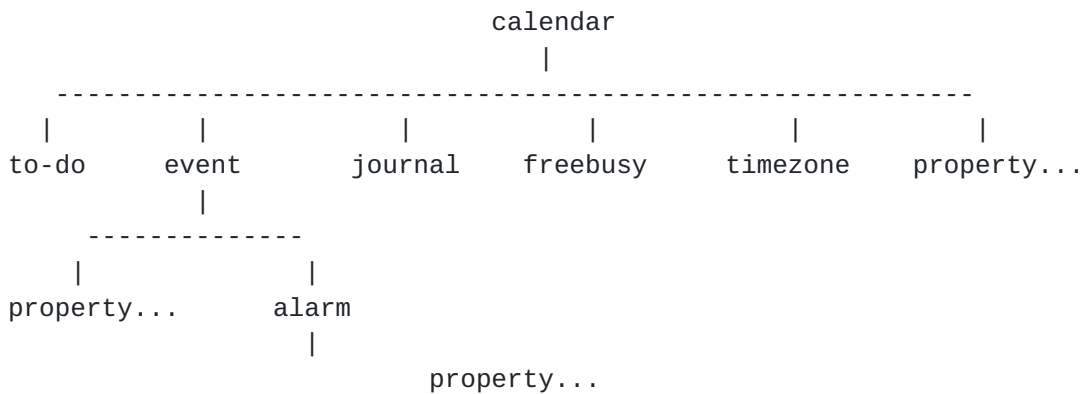 calendar
to-do event journal freebusy timezone property...
property... alarm
property...